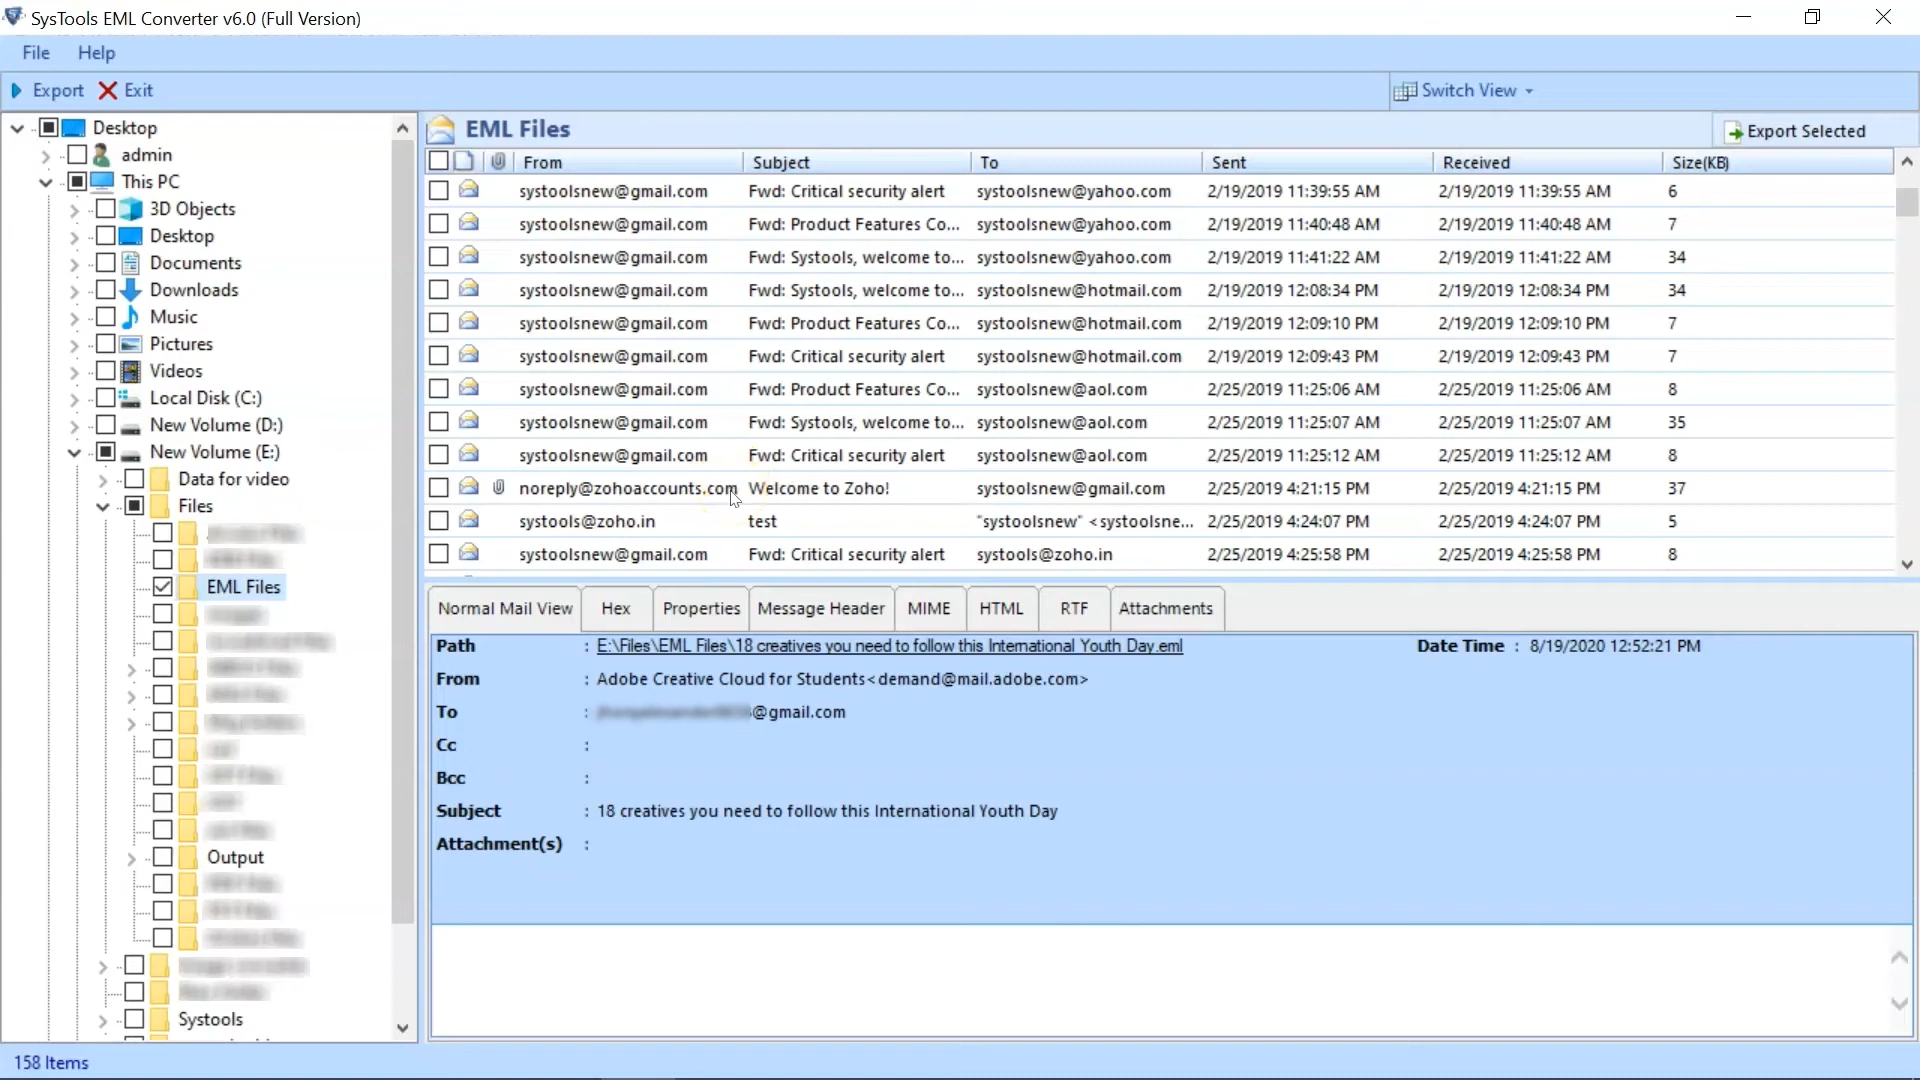 SysTools EML Converter v6.0 (Full Version)
File Help
Export Exit Switch View
Desktop
admin
This PC
3D Objects
Desktop
Documents
Downloads
Music
Pictures
Videos
Local Disk (C:)
New Volume (D:)
New Volume (E:)
Data for video
Files
EML Files
Output
Systools
EML Files Export Selected
From Subject To Sent Received Size(KB)
systoolsnew@gmail.com Fwd: Critical security alert systoolsnew@yahoo.com 2/19/2019 11:39:55 AM 2/19/2019 11:39:55 AM 6
systoolsnew@gmail.com Fwd: Product Features Co... systoolsnew@yahoo.com 2/19/2019 11:40:48 AM 2/19/2019 11:40:48 AM 7
systoolsnew@gmail.com Fwd: Systools, welcome to... systoolsnew@yahoo.com 2/19/2019 11:41:22 AM 2/19/2019 11:41:22 AM 34
systoolsnew@gmail.com Fwd: Systools, welcome to... systoolsnew@hotmail.com 2/19/2019 12:08:34 PM 2/19/2019 12:08:34 PM 34
systoolsnew@gmail.com Fwd: Product Features Co... systoolsnew@hotmail.com 2/19/2019 12:09:10 PM 2/19/2019 12:09:10 PM 7
systoolsnew@gmail.com Fwd: Critical security alert systoolsnew@hotmail.com 2/19/2019 12:09:43 PM 2/19/2019 12:09:43 PM 7
systoolsnew@gmail.com Fwd: Product Features Co... systoolsnew@aol.com 2/25/2019 11:25:06 AM 2/25/2019 11:25:06 AM 8
systoolsnew@gmail.com Fwd: Systools, welcome to... systoolsnew@aol.com 2/25/2019 11:25:07 AM 2/25/2019 11:25:07 AM 35
systoolsnew@gmail.com Fwd: Critical security alert systoolsnew@aol.com 2/25/2019 11:25:12 AM 2/25/2019 11:25:12 AM 8
noreply@zohoaccounts.com Welcome to Zoho! systoolsnew@gmail.com 2/25/2019 4:21:15 PM 2/25/2019 4:21:15 PM 37
systools@zoho.in test "systoolsnew" <systoolsne... 2/25/2019 4:24:07 PM 2/25/2019 4:24:07 PM 5
systoolsnew@gmail.com Fwd: Critical security alert systools@zoho.in 2/25/2019 4:25:58 PM 2/25/2019 4:25:58 PM 8
Normal Mail View Hex Properties Message Header MIME HTML RTF Attachments
Path : E:\Files\EML Files\18 creatives you need to follow this International Youth Day.eml Date Time : 8/19/2020 12:52:21 PM
From : Adobe Creative Cloud for Students<demand@mail.adobe.com>
To : @gmail.com
Cc :
Bcc :
Subject : 18 creatives you need to follow this International Youth Day
Attachment(s) :
158 Items